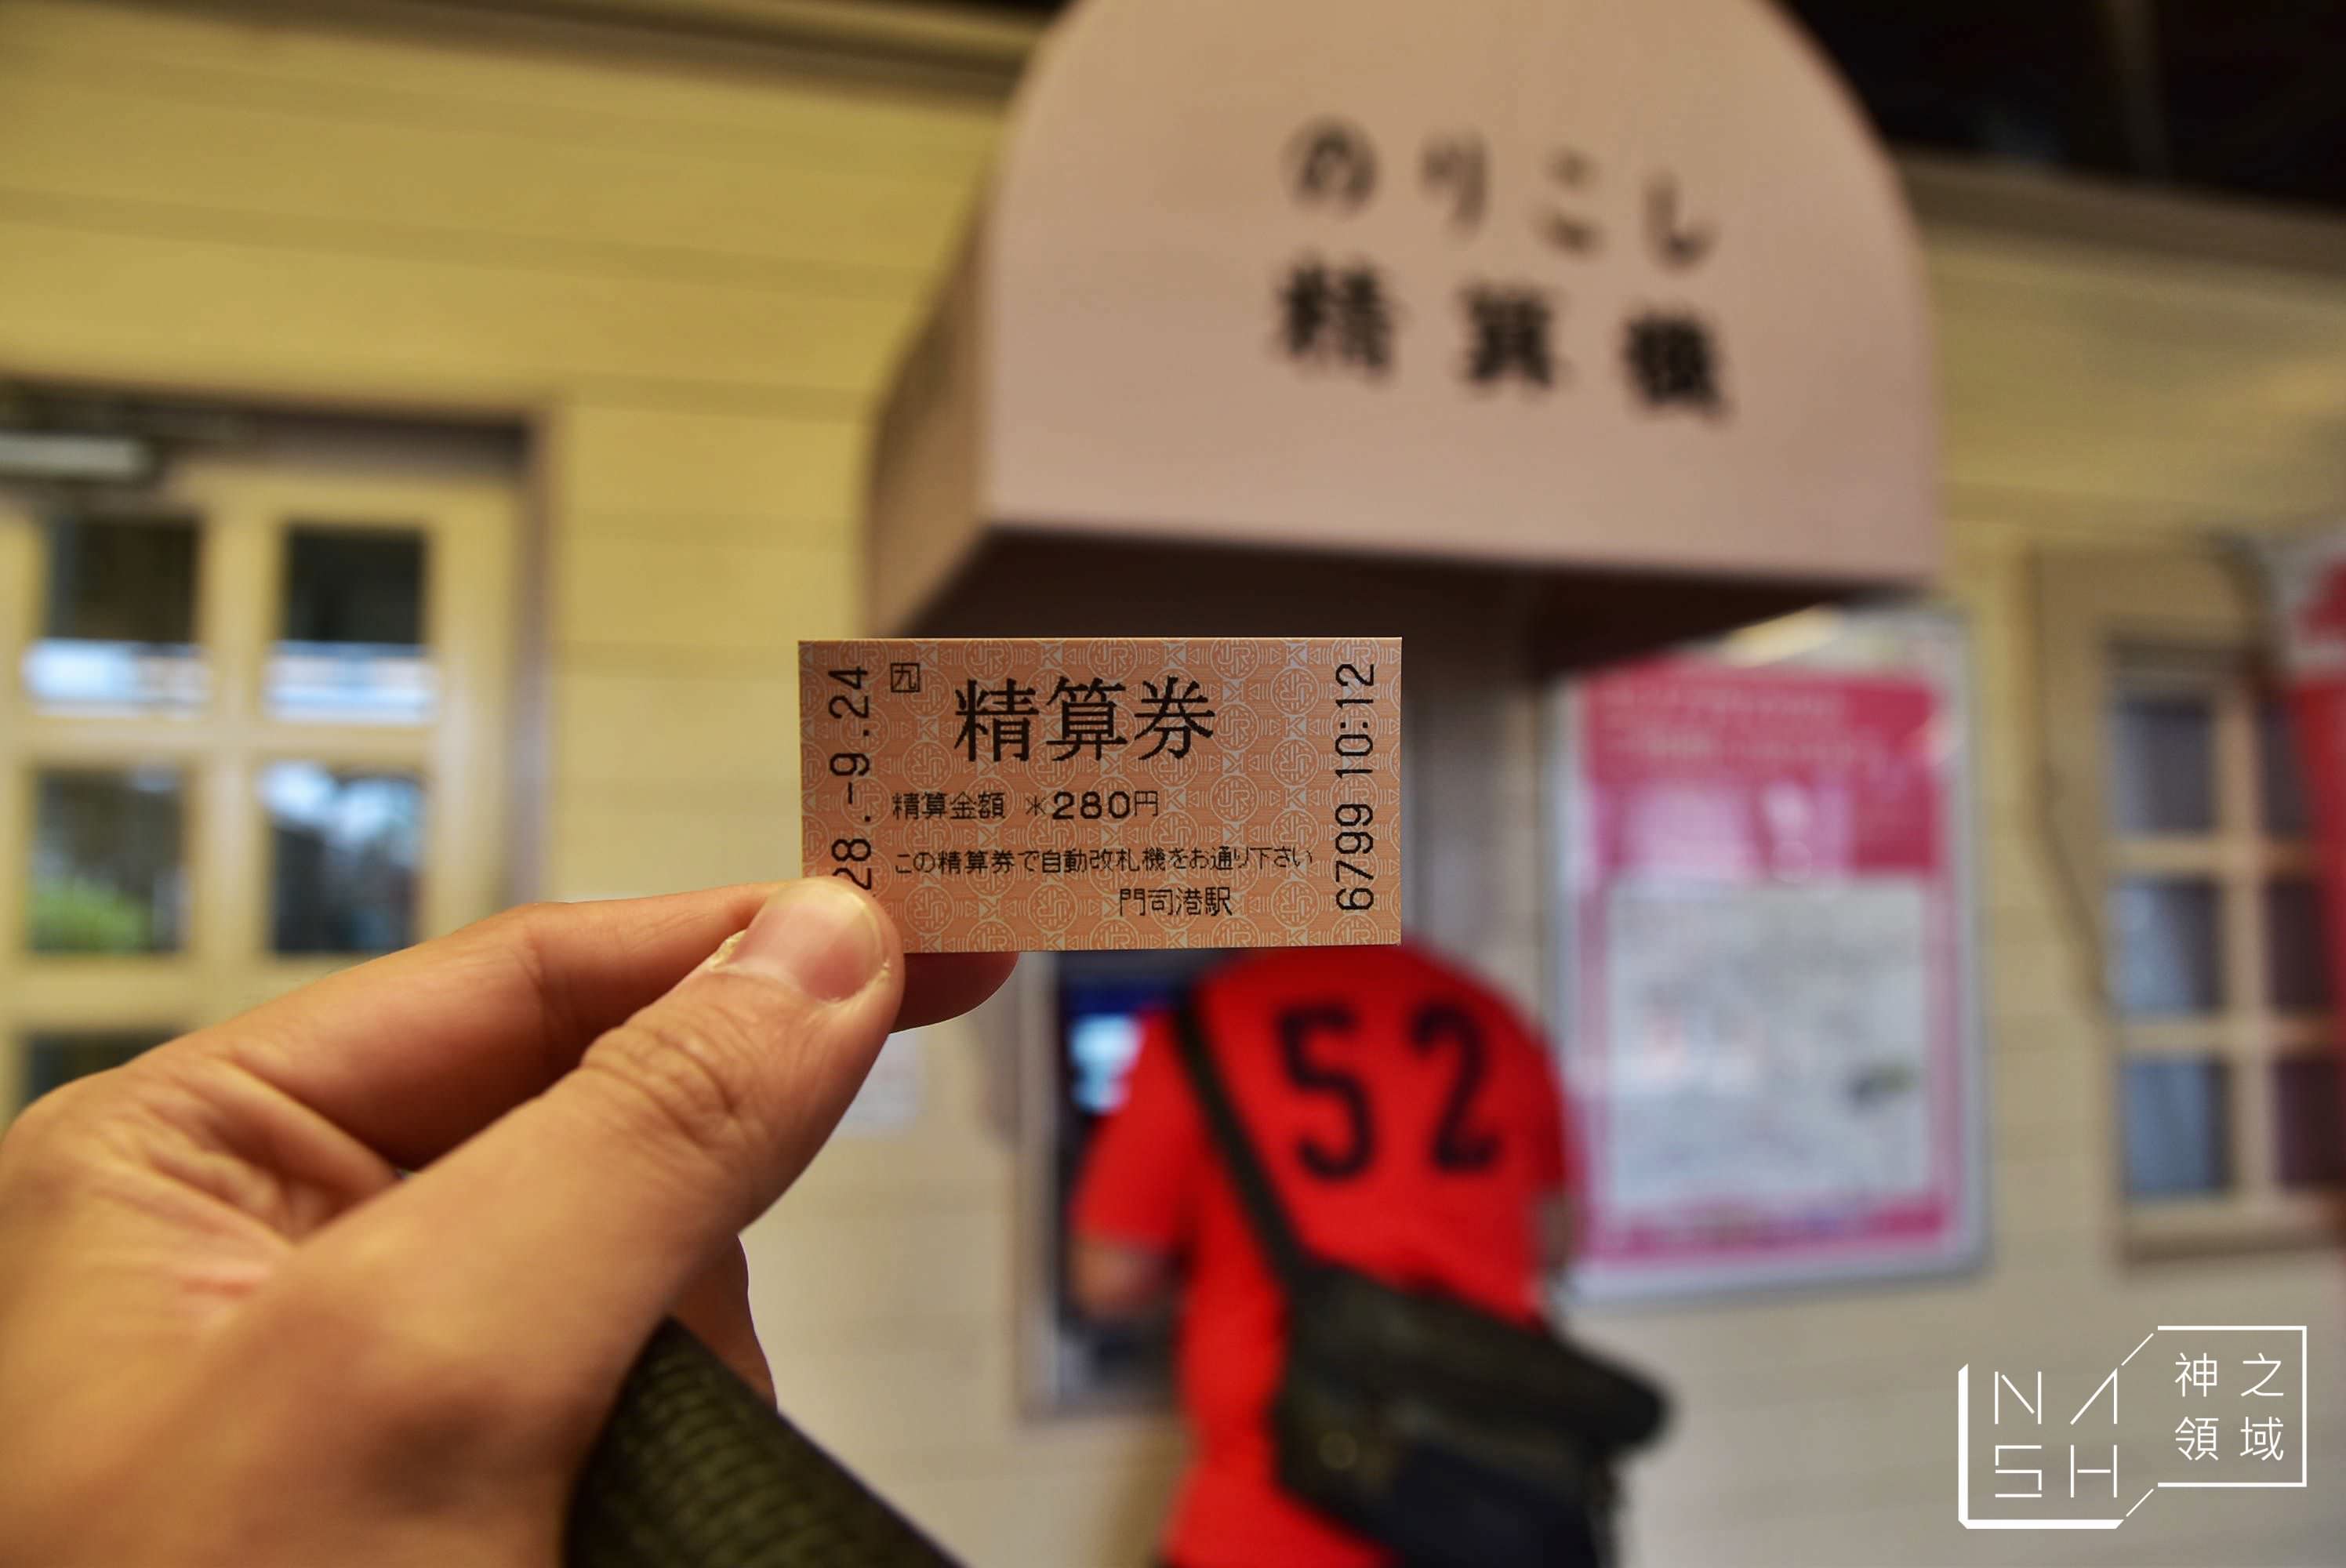 のりこし
精算機
28.-9.24
九
精算券
精算金額 *280円
この精算券で自動改札機をお通り下さい
門司港駅
6799 10:12
52
NASH
神之
領域